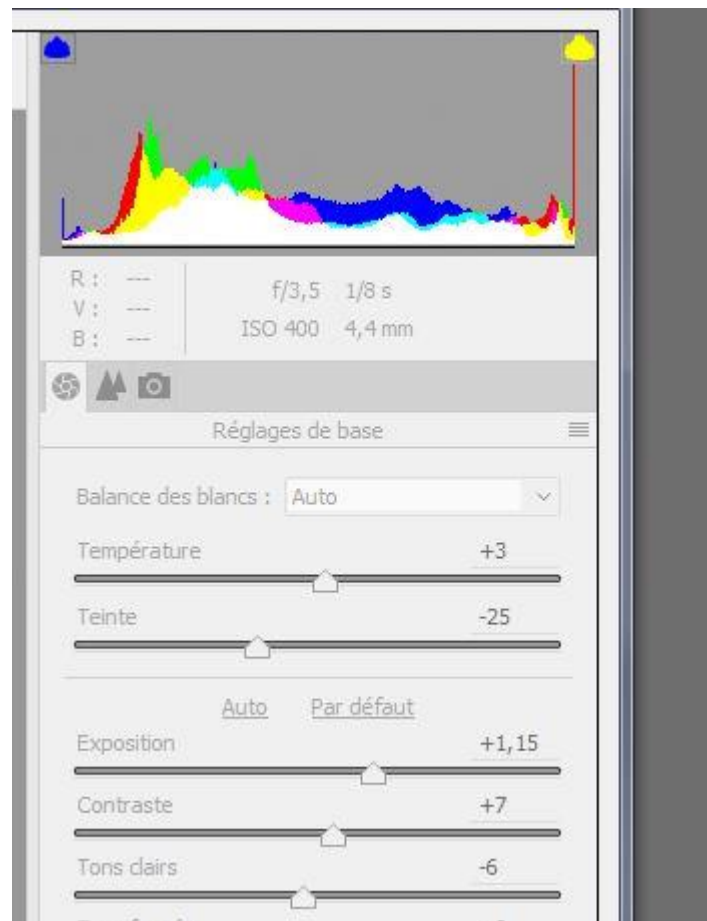 R : ---
V : ---
B : ---
f/3,5 1/8 s
ISO 400 4,4 mm
Réglages de base
Balance des blancs : Auto
Température +3
Teinte -25
Auto Par défaut
Exposition +1,15
Contraste +7
Tons clairs -6